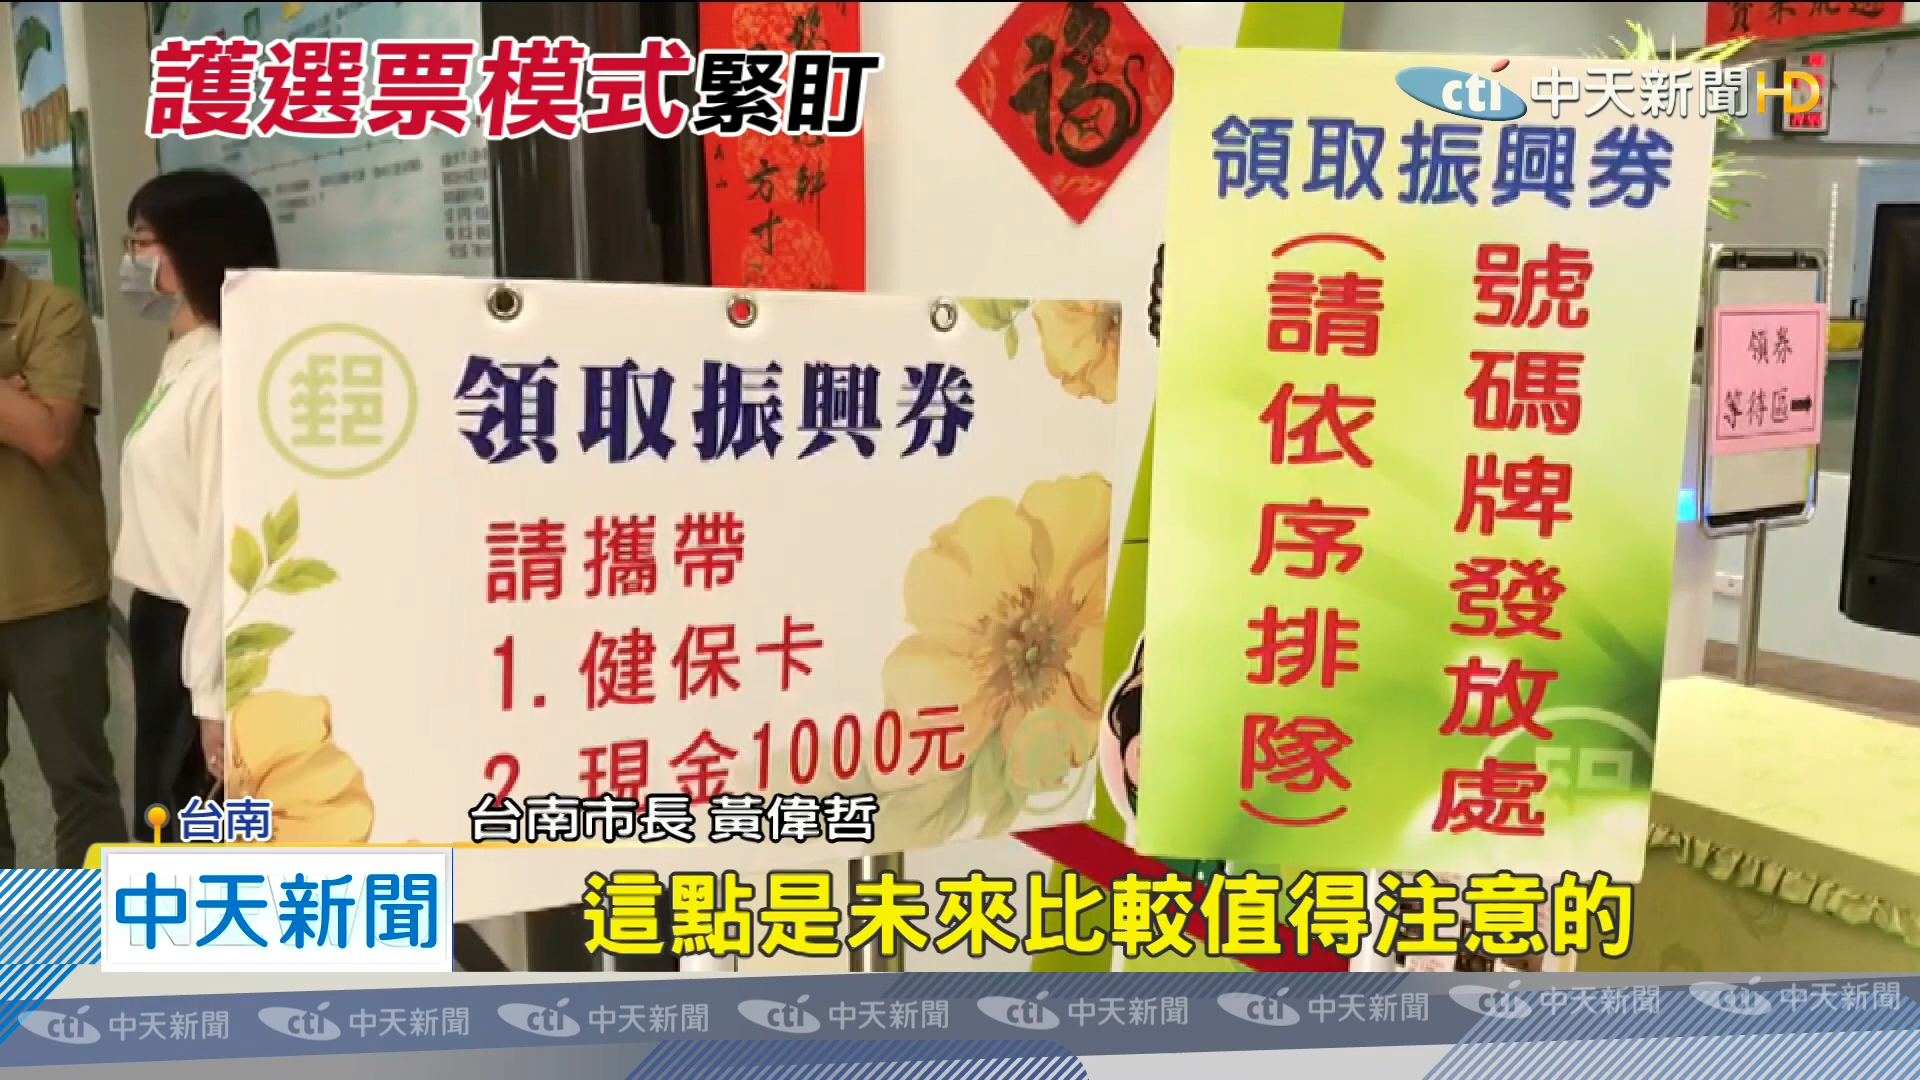 護選票模式緊盯
cti 中天新聞HD
福
方寸
領取振興券
號碼牌發放處
(請依序排隊)
領券
等待區→
郵
領取振興券
請攜帶
1.健保卡
2.現金1000元
台南
台南市長 黃偉哲
中天新聞
這點是未來比較值得注意的
cti 中天新聞 cti 中天新聞 cti 中天新聞 cti 中天新聞 cti 中天新聞 cti 中天新聞 cti 中天新聞 cti 中天新聞